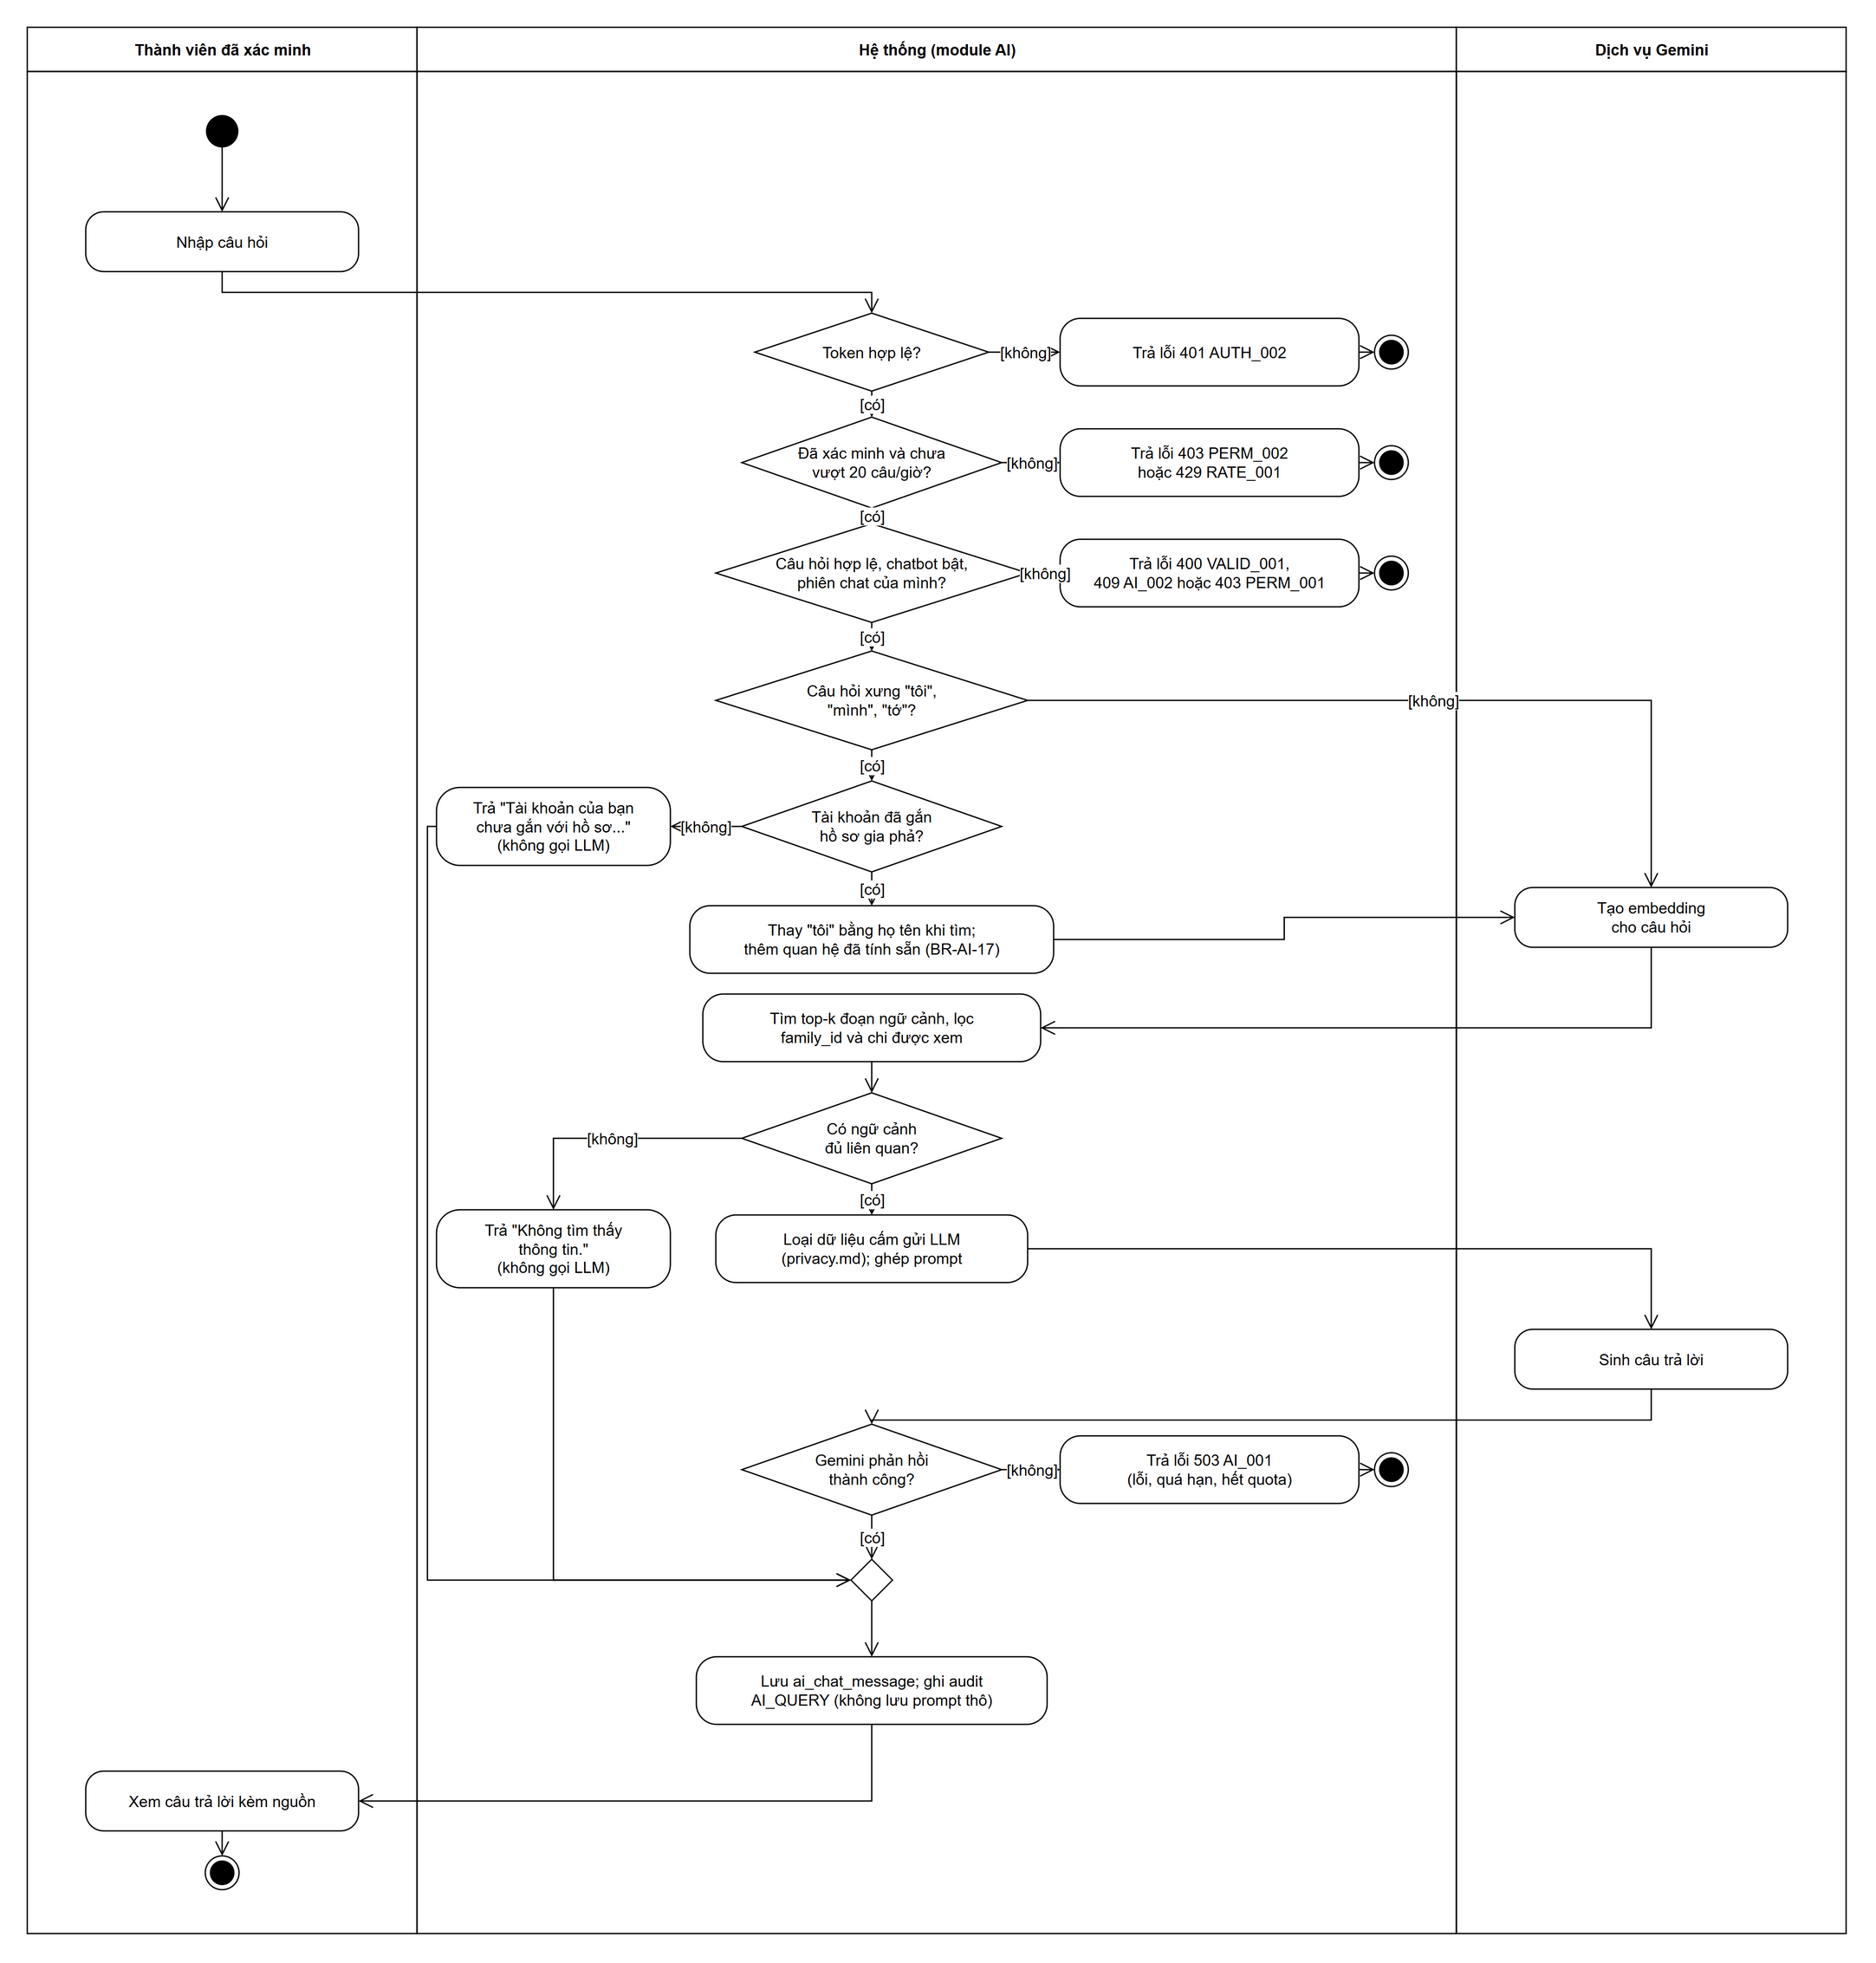 Thành viên đã xác minh
Hệ thống (module AI)
Dịch vụ Gemini
Nhập câu hỏi
Token hợp lệ?
[không]
Trả lỗi 401 AUTH_002
[có]
Đã xác minh và chưa
vượt 20 câu/giờ?
[không]
Trả lỗi 403 PERM_002
hoặc 429 RATE_001
[có]
Câu hỏi hợp lệ, chatbot bật,
phiên chat của mình?
[không]
Trả lỗi 400 VALID_001,
409 AI_002 hoặc 403 PERM_001
[có]
Câu hỏi xưng "tôi",
"mình", "tớ"?
[không]
[có]
Trả "Tài khoản của bạn
chưa gắn với hồ sơ..."
(không gọi LLM)
[không]
Tài khoản đã gắn
hồ sơ gia phả?
[có]
Thay "tôi" bằng họ tên khi tìm;
thêm quan hệ đã tính sẵn (BR-AI-17)
Tạo embedding
cho câu hỏi
Tìm top-k đoạn ngữ cảnh, lọc
family_id và chi được xem
Có ngữ cảnh
đủ liên quan?
[không]
[có]
Trả "Không tìm thấy
thông tin."
(không gọi LLM)
Loại dữ liệu cấm gửi LLM
(privacy.md); ghép prompt
Sinh câu trả lời
Gemini phản hồi
thành công?
[không]
Trả lỗi 503 AI_001
(lỗi, quá hạn, hết quota)
[có]
Lưu ai_chat_message; ghi audit
AI_QUERY (không lưu prompt thô)
Xem câu trả lời kèm nguồn